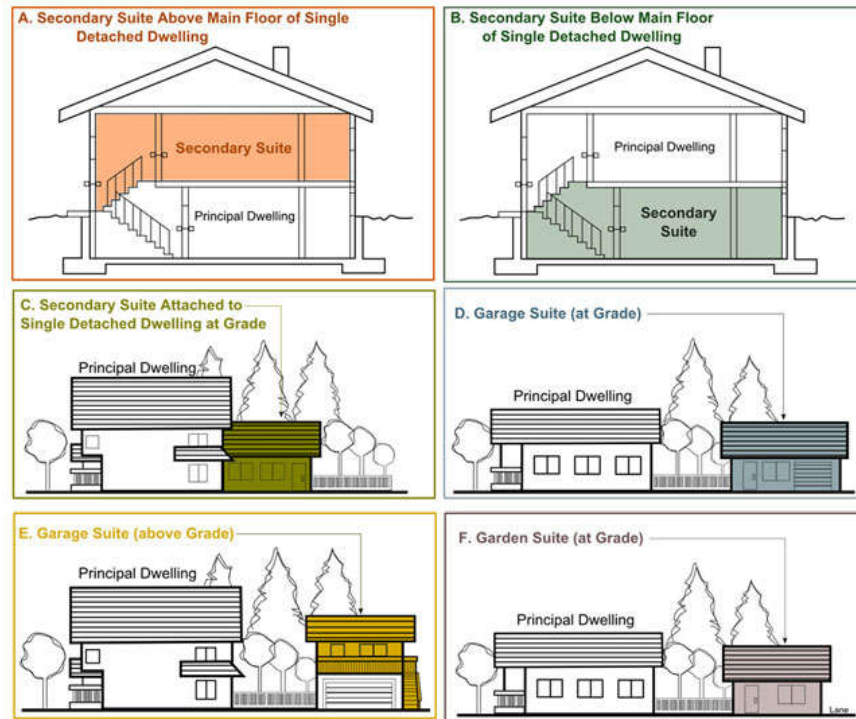 A. Secondary Suite Above Main Floor of Single
Detached Dwelling
Secondary Suite
Principal Dwelling
B. Secondary Suite Below Main Floor
of Single Detached Dwelling
Principal Dwelling
Secondary
Suite
C. Secondary Suite Attached to
Single Detached Dwelling at Grade
Principal Dwelling
D. Garage Suite (at Grade)
Principal Dwelling
E. Garage Suite (above Grade)
Principal Dwelling
F. Garden Suite (at Grade)
Principal Dwelling
Lane